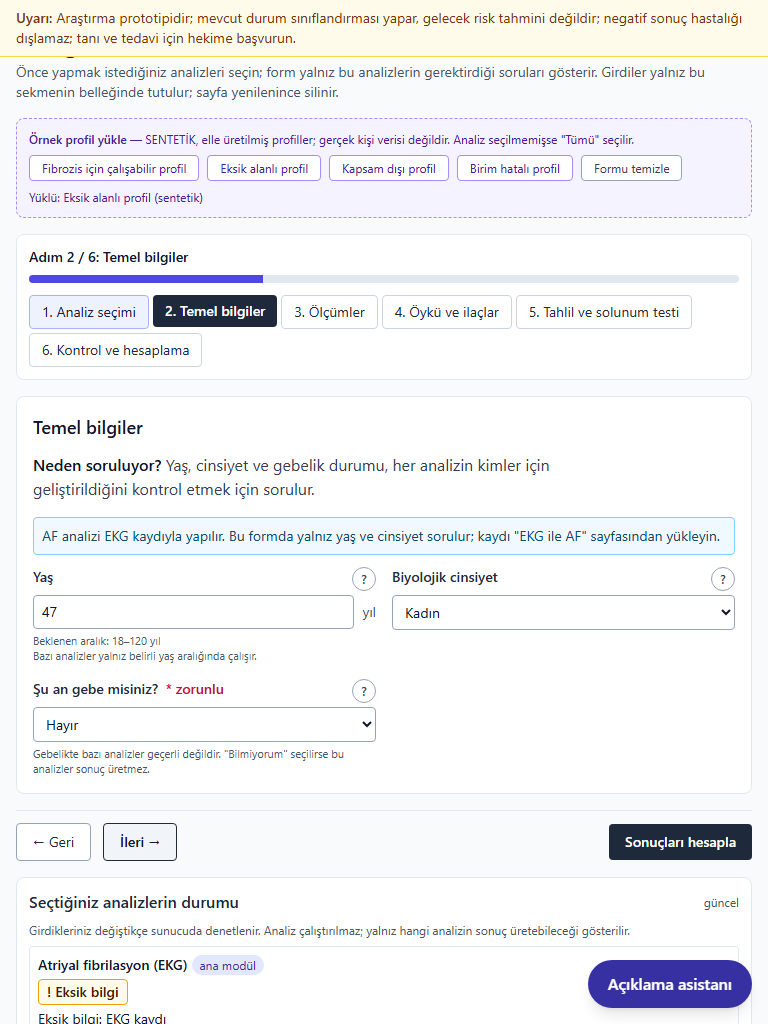 Uyarı: Araştırma prototipidir; mevcut durum sınıflandırması yapar, gelecek risk tahmini değildir; negatif sonuç hastalığı
dışlamaz; tanı ve tedavi için hekime başvurun.
Önce yapmak istediğiniz analizleri seçin; form yalnız bu analizlerin gerektirdiği soruları gösterir. Girdiler yalnız bu
sekmenin belleğinde tutulur; sayfa yenilenince silinir.
Örnek profil yükle — SENTETİK, elle üretilmiş profiller; gerçek kişi verisi değildir. Analiz seçilmemişse "Tümü" seçilir.
Fibrozis için çalışabilir profil
Eksik alanlı profil
Kapsam dışı profil
Birim hatalı profil
Formu temizle
Yüklü: Eksik alanlı profil (sentetik)
Adım 2 / 6: Temel bilgiler
1. Analiz seçimi
2. Temel bilgiler
3. Ölçümler
4. Öykü ve ilaçlar
5. Tahlil ve solunum testi
6. Kontrol ve hesaplama
Temel bilgiler
Neden soruluyor? Yaş, cinsiyet ve gebelik durumu, her analizin kimler için
geliştirildiğini kontrol etmek için sorulur.
AF analizi EKG kaydıyla yapılır. Bu formda yalnız yaş ve cinsiyet sorulur; kaydı "EKG ile AF" sayfasından yükleyin.
Yaş ?
47 yıl
Beklenen aralık: 18–120 yıl
Bazı analizler yalnız belirli yaş aralığında çalışır.
Biyolojik cinsiyet ?
Kadın
Şu an gebe misiniz? * zorunlu ?
Hayır
Gebelikte bazı analizler geçerli değildir. "Bilmiyorum" seçilirse bu
analizler sonuç üretmez.
← Geri
İleri →
Sonuçları hesapla
Seçtiğiniz analizlerin durumu
güncel
Girdikleriniz değiştikçe sunucuda denetlenir. Analiz çalıştırılmaz; yalnız hangi analizin sonuç üretebileceği gösterilir.
Atriyal fibrilasyon (EKG) ana modül
! Eksik bilgi
Eksik bilgi: EKG kaydı
Açıklama asistanı